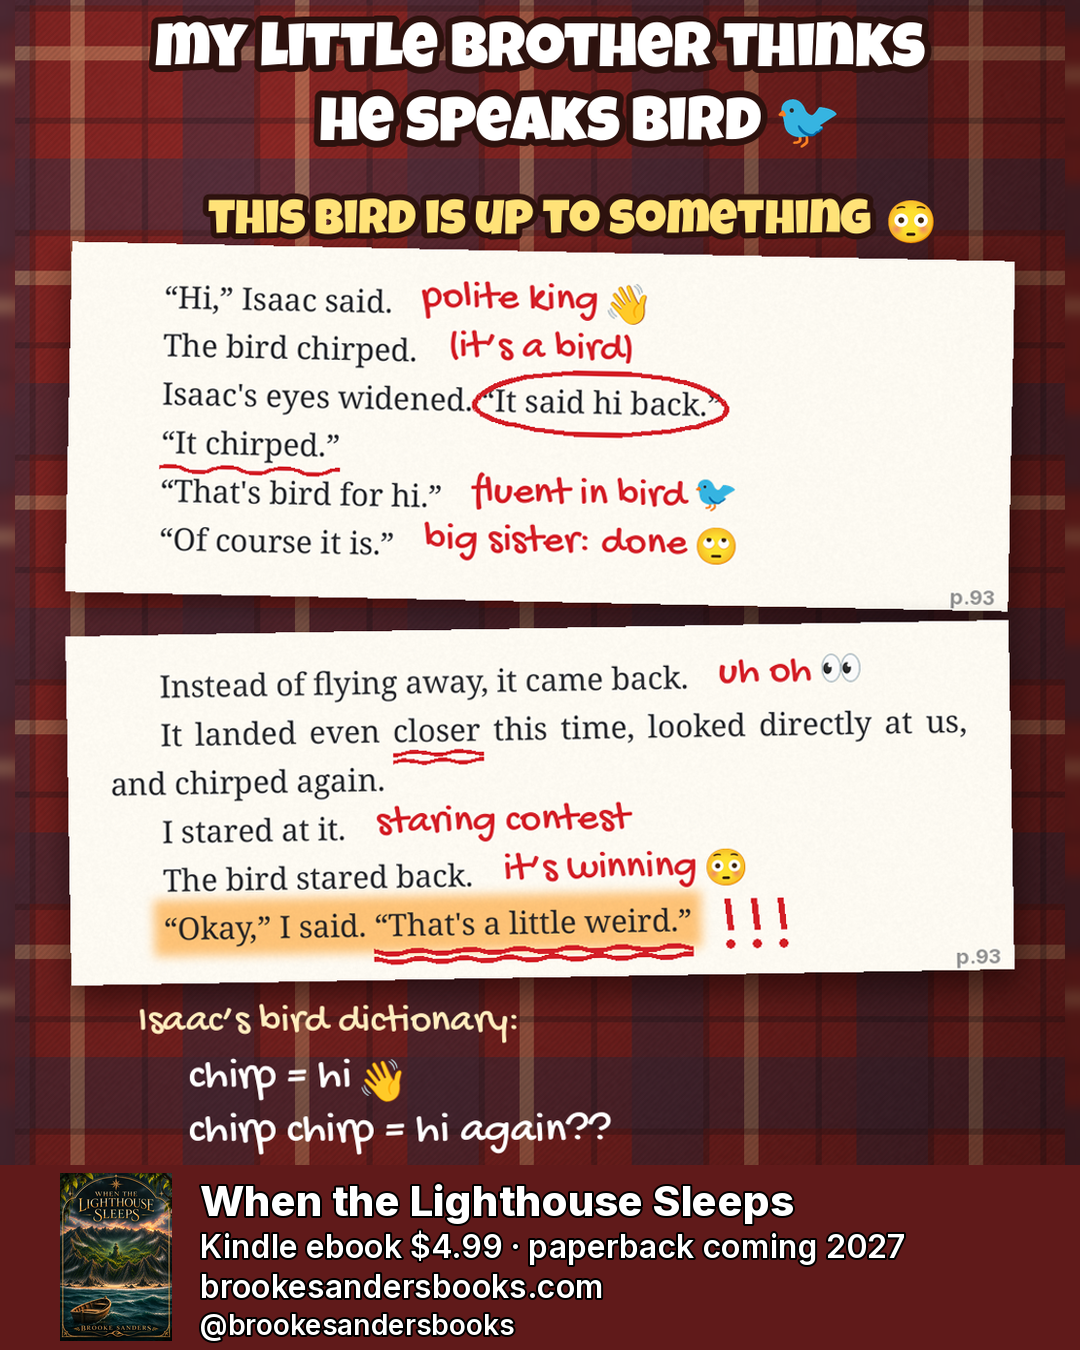 my little brother thinks
he speaks bird 🐦
this bird is up to something 😳
“Hi,” Isaac said. polite king 👋
The bird chirped. (it's a bird)
Isaac's eyes widened. “It said hi back.”
“It chirped.”
“That's bird for hi.” fluent in bird 🐦
“Of course it is.” big sister: done 🙄
p.93
Instead of flying away, it came back. uh oh 👀
It landed even closer this time, looked directly at us,
and chirped again.
I stared at it. staring contest
The bird stared back. it's winning 😳
“Okay,” I said. “That's a little weird.” !!!
p.93
Isaac's bird dictionary:
chirp = hi 👋
chirp chirp = hi again??
WHEN THE
LIGHTHOUSE
SLEEPS
BROOKE SANDERS
When the Lighthouse Sleeps
Kindle ebook $4.99 · paperback coming 2027
brookesandersbooks.com
@brookesandersbooks